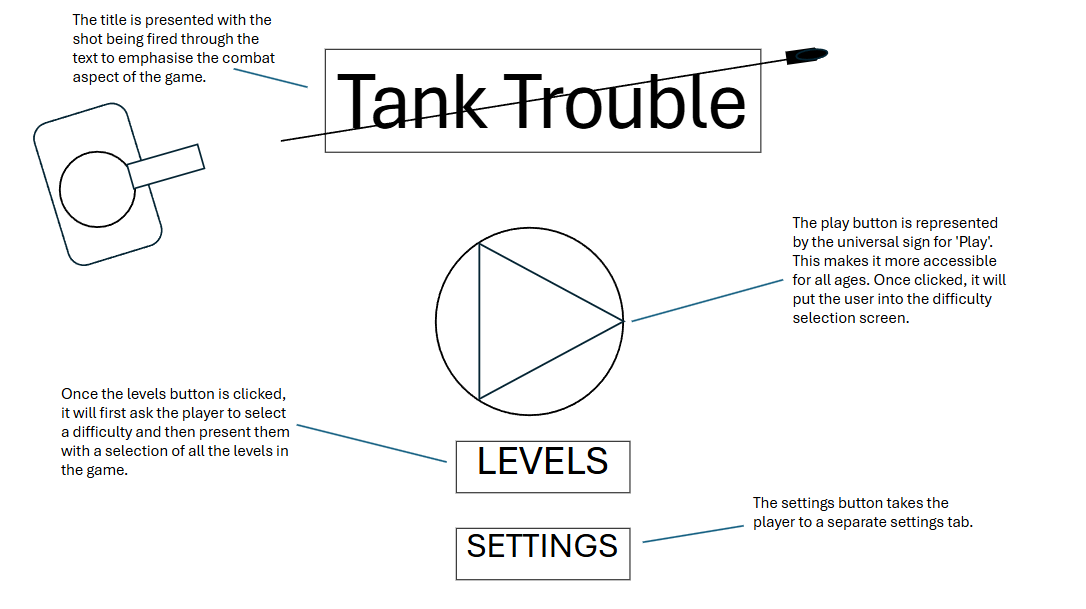 The title is presented with the
shot being fired through the
text to emphasise the combat
aspect of the game.
Tank Trouble
The play button is represented
by the universal sign for 'Play'.
This makes it more accessible
for all ages. Once clicked, it will
put the user into the difficulty
selection screen.
Once the levels button is clicked,
it will first ask the player to select
a difficulty and then present them
with a selection of all the levels in
the game.
LEVELS
The settings button takes the
player to a separate settings tab.
SETTINGS